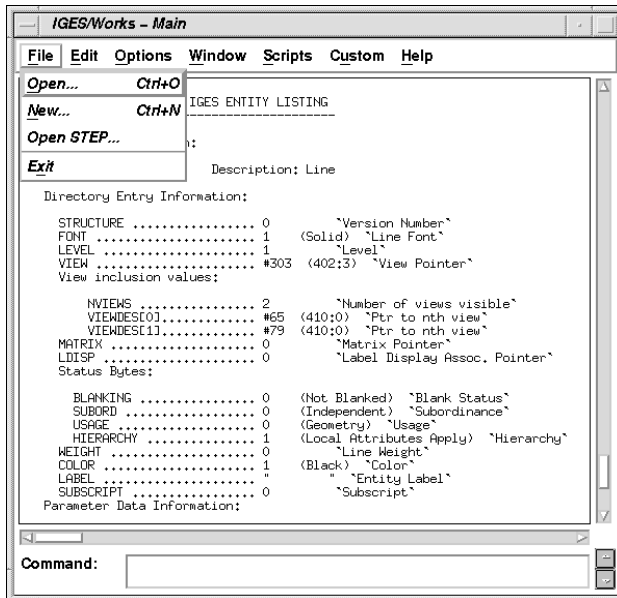 IGES/Works – Main
File Edit Options Window Scripts Custom Help
Open... Ctrl+O
New... Ctrl+N
Open STEP...
Exit
IGES ENTITY LISTING
--------------------
n:
Description: Line
Directory Entry Information:
STRUCTURE ................. 0 `Version Number`
FONT ...................... 1 (Solid) `Line Font`
LEVEL ..................... 1 `Level`
VIEW ...................... #303 (402:3) `View Pointer`
View inclusion values:
NVIEWS ................ 2 `Number of views visible`
VIEWDES[0]............. #65 (410:0) `Ptr to nth view`
VIEWDES[1]............. #79 (410:0) `Ptr to nth view`
MATRIX .................... 0 `Matrix Pointer`
LDISP ..................... 0 `Label Display Assoc. Pointer`
Status Bytes:
BLANKING ................ 0 (Not Blanked) `Blank Status`
SUBORD .................. 0 (Independent) `Subordinance`
USAGE ................... 0 (Geometry) `Usage`
HIERARCHY ............... 1 (Local Attributes Apply) `Hierarchy`
WEIGHT .................... 0 `Line Weight`
COLOR ..................... 1 (Black) `Color`
LABEL ..................... " " `Entity Label`
SUBSCRIPT ................. 0 `Subscript`
Parameter Data Information:
Command: